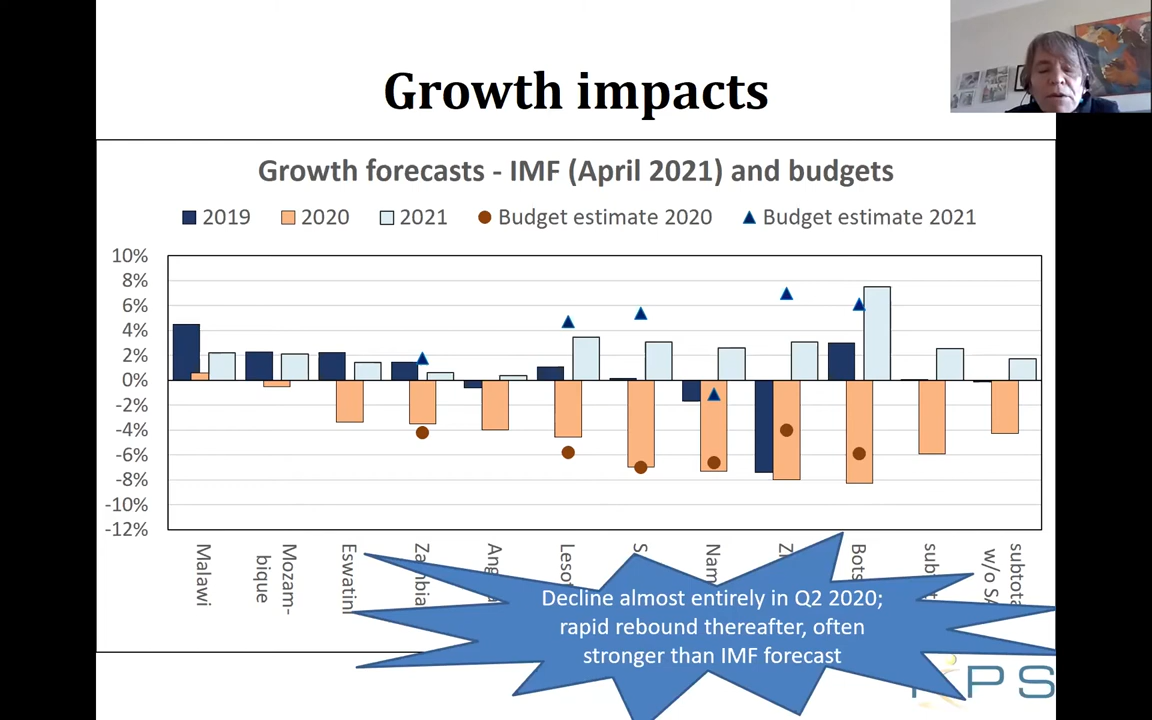 Growth impacts
Growth forecasts - IMF (April 2021) and budgets
2019 2020 2021 Budget estimate 2020 Budget estimate 2021
10%
8%
6%
4%
2%
0%
-2%
-4%
-6%
-8%
-10%
-12%
Malawi
Mozam-
bique
Eswatini
Zambia
Decline almost entirely in Q2 2020;
rapid rebound thereafter, often
stronger than IMF forecast
w/o
PS